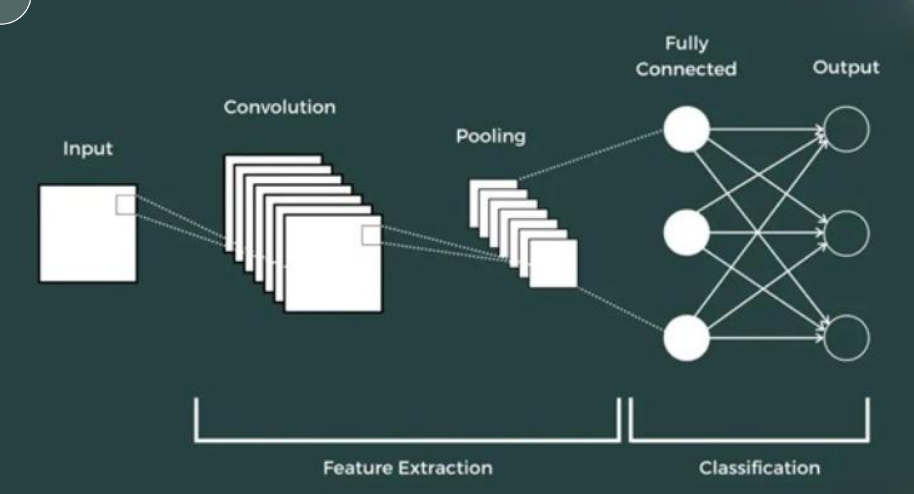 Input
Convolution
Pooling
Fully
Connected
Output
Feature Extraction
Classification